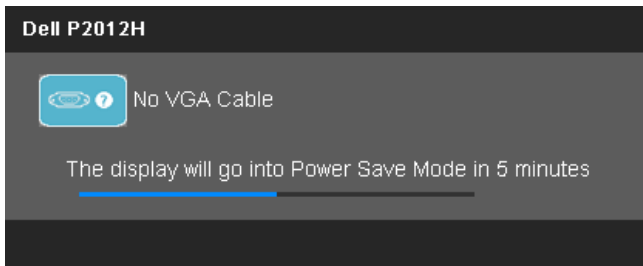 Dell P2012H
No VGA Cable
The display will go into Power Save Mode in 5 minutes